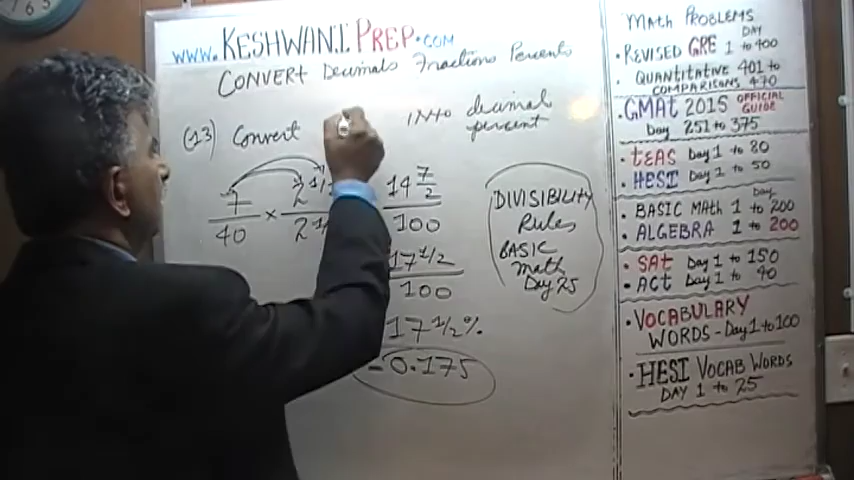 www.KESHWANIPREP.COM
CONVERT Decimals Fractions Percents
(13) Convert into decimal
percent
7/40 × 2 1/2 14 7/2 / 100
17 1/2 / 100
17 1/2 %.
= 0.175
DIVISIBILITY
Rules
BASIC
math
Day 25
MATH PROBLEMS
• REVISED GRE DAY 1 to 400
• QUANTITATIVE 401 to
COMPARISONS 470
• GMAT 2015 OFFICIAL GUIDE
Day 251 to 375
• TEAS Day 1 to 80
• HESI Day 1 to 50
• BASIC MATH Day 1 to 200
• ALGEBRA 1 to 200
• SAT Day 1 to 150
• ACT Day 1 to 40
• VOCABULARY
WORDS - Day 1 to 100
• HESI VOCAB WORDS
DAY 1 to 25